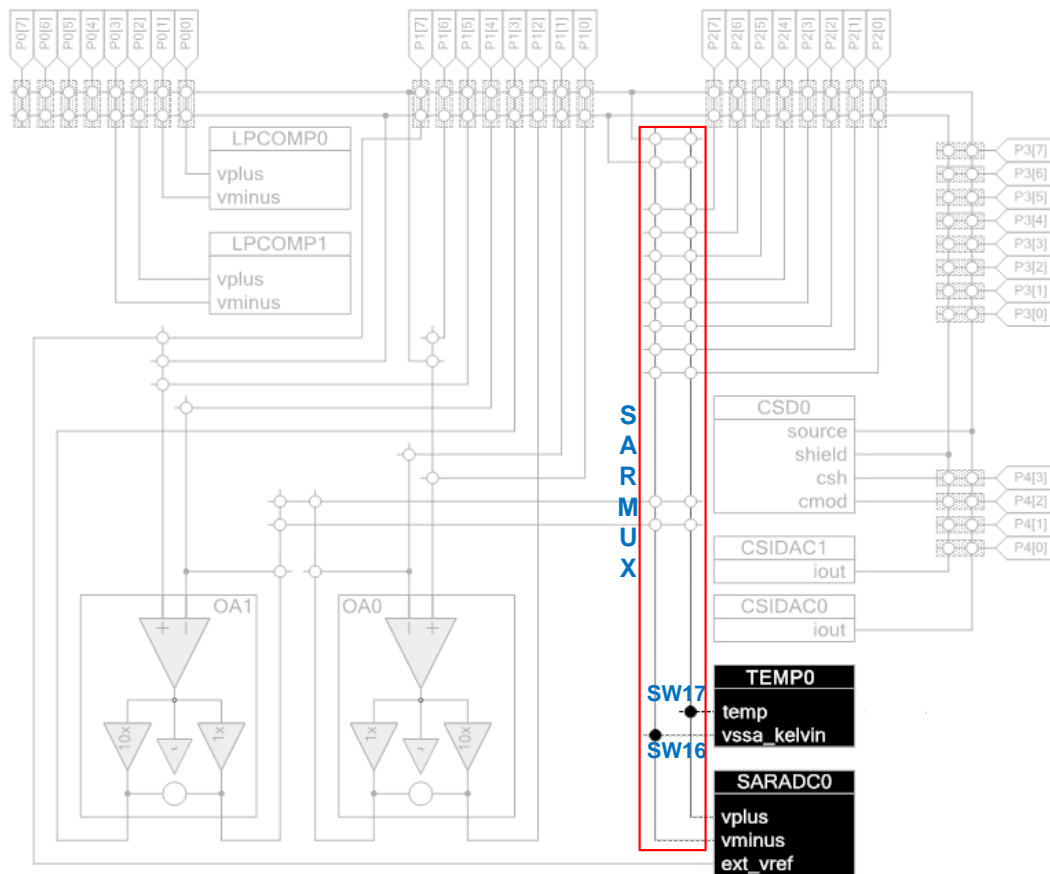 P0[7]
P0[6]
P0[5]
P0[4]
P0[3]
P0[2]
P0[1]
P0[0]
P1[7]
P1[6]
P1[5]
P1[4]
P1[3]
P1[2]
P1[1]
P1[0]
P2[7]
P2[6]
P2[5]
P2[4]
P2[3]
P2[2]
P2[1]
P2[0]
LPCOMP0
vplus
vminus
LPCOMP1
vplus
vminus
P3[7]
P3[6]
P3[5]
P3[4]
P3[3]
P3[2]
P3[1]
P3[0]
S
A
R
M
U
X
CSD0
source
shield
csh
cmod
P4[3]
P4[2]
P4[1]
P4[0]
CSIDAC1
iout
CSIDAC0
iout
OA1
+ −
10x
1x
OA0
− +
1x
10x
SW17
SW16
TEMP0
temp
vssa_kelvin
SARADC0
vplus
vminus
ext_vref